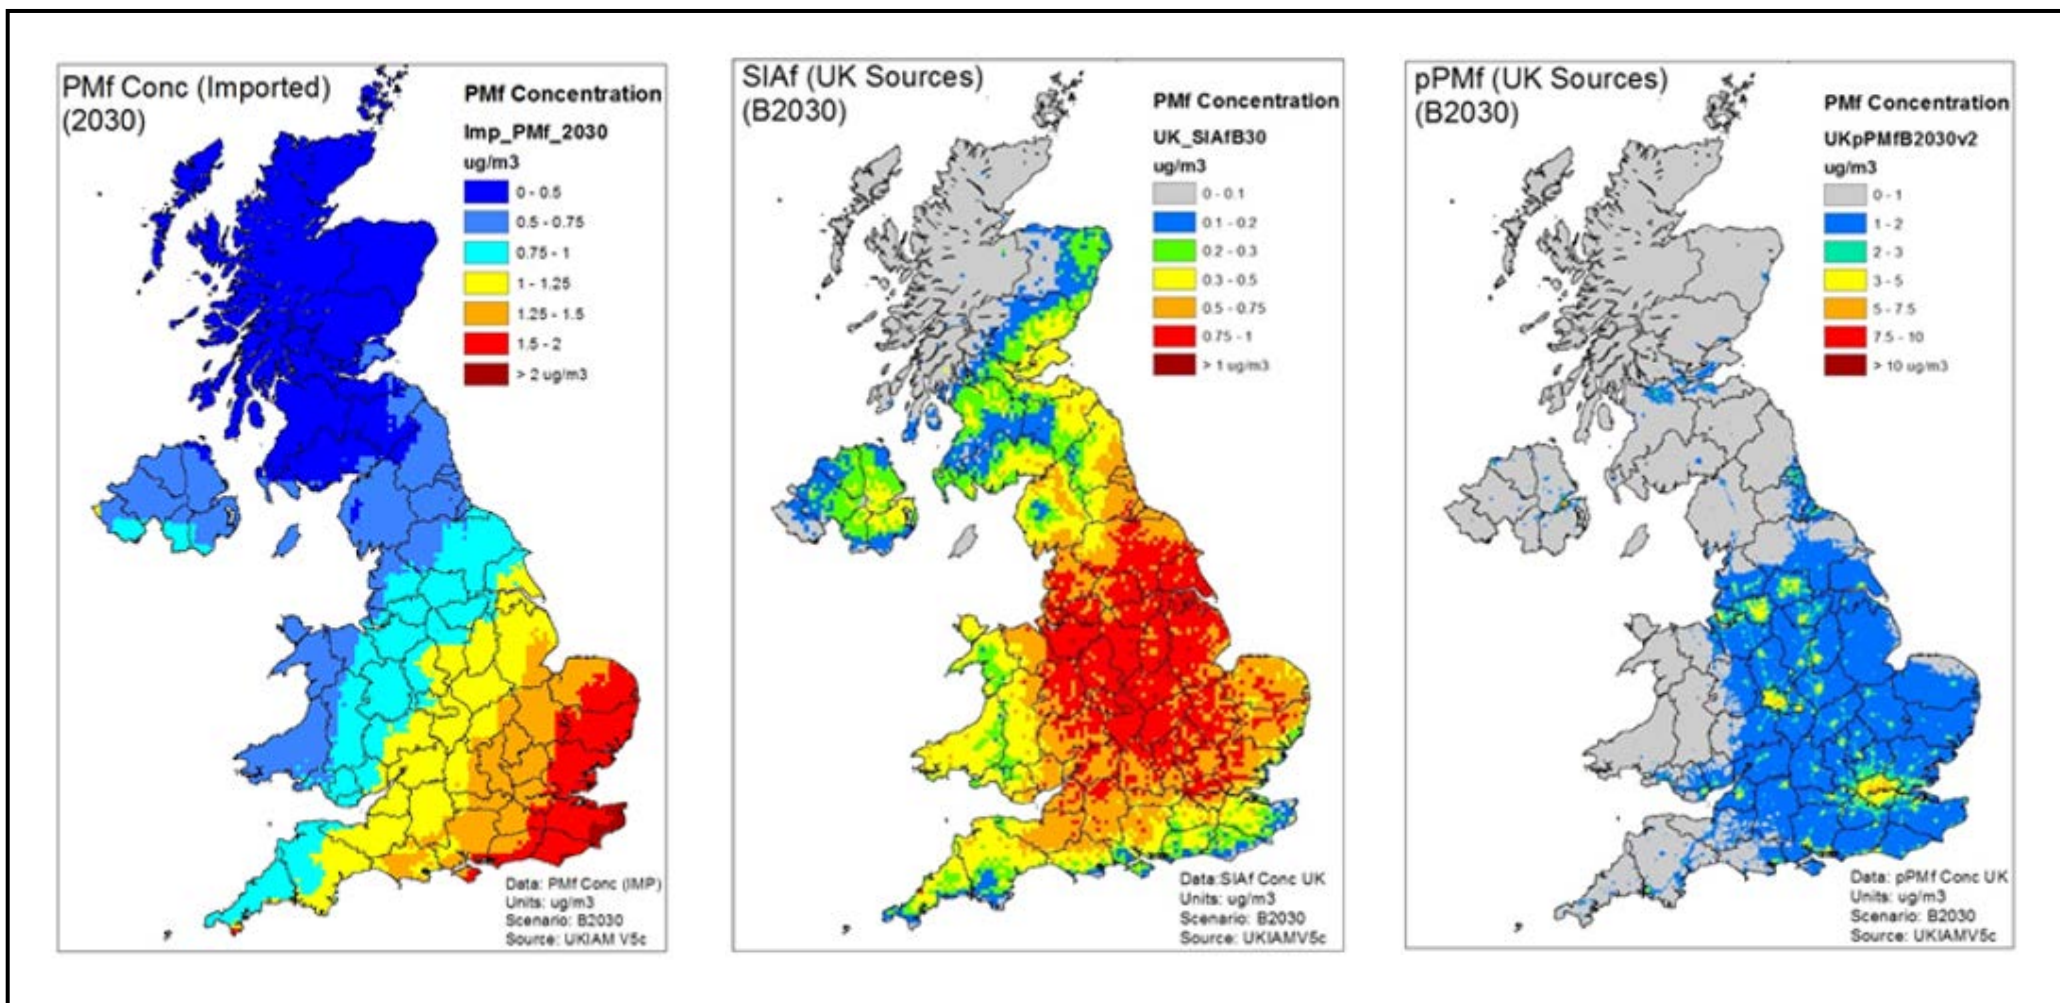 PMf Conc (Imported)
(2030)
PMf Concentration
Imp_PMf_2030
ug/m3
0 - 0.5
0.5 - 0.75
0.75 - 1
1 - 1.25
1.25 - 1.5
1.5 - 2
> 2 ug/m3
Data: PMf Conc (IMP)
Units: ug/m3
Scenario: B2030
Source: UKIAM V5c
SIAf (UK Sources)
(B2030)
PMf Concentration
UK_SIAfB30
ug/m3
0 - 0.1
0.1 - 0.2
0.2 - 0.3
0.3 - 0.5
0.5 - 0.75
0.75 - 1
> 1 ug/m3
Data:SIAf Conc UK
Units: ug/m3
Scenario: B2030
Source: UKIAMV5c
pPMf (UK Sources)
(B2030)
PMf Concentration
UKpPMfB2030v2
ug/m3
0 - 1
1 - 2
2 - 3
3 - 5
5 - 7.5
7.5 - 10
> 10 ug/m3
Data: pPMf Conc UK
Units: ug/m3
Scenario: B2030
Source: UKIAMV5c